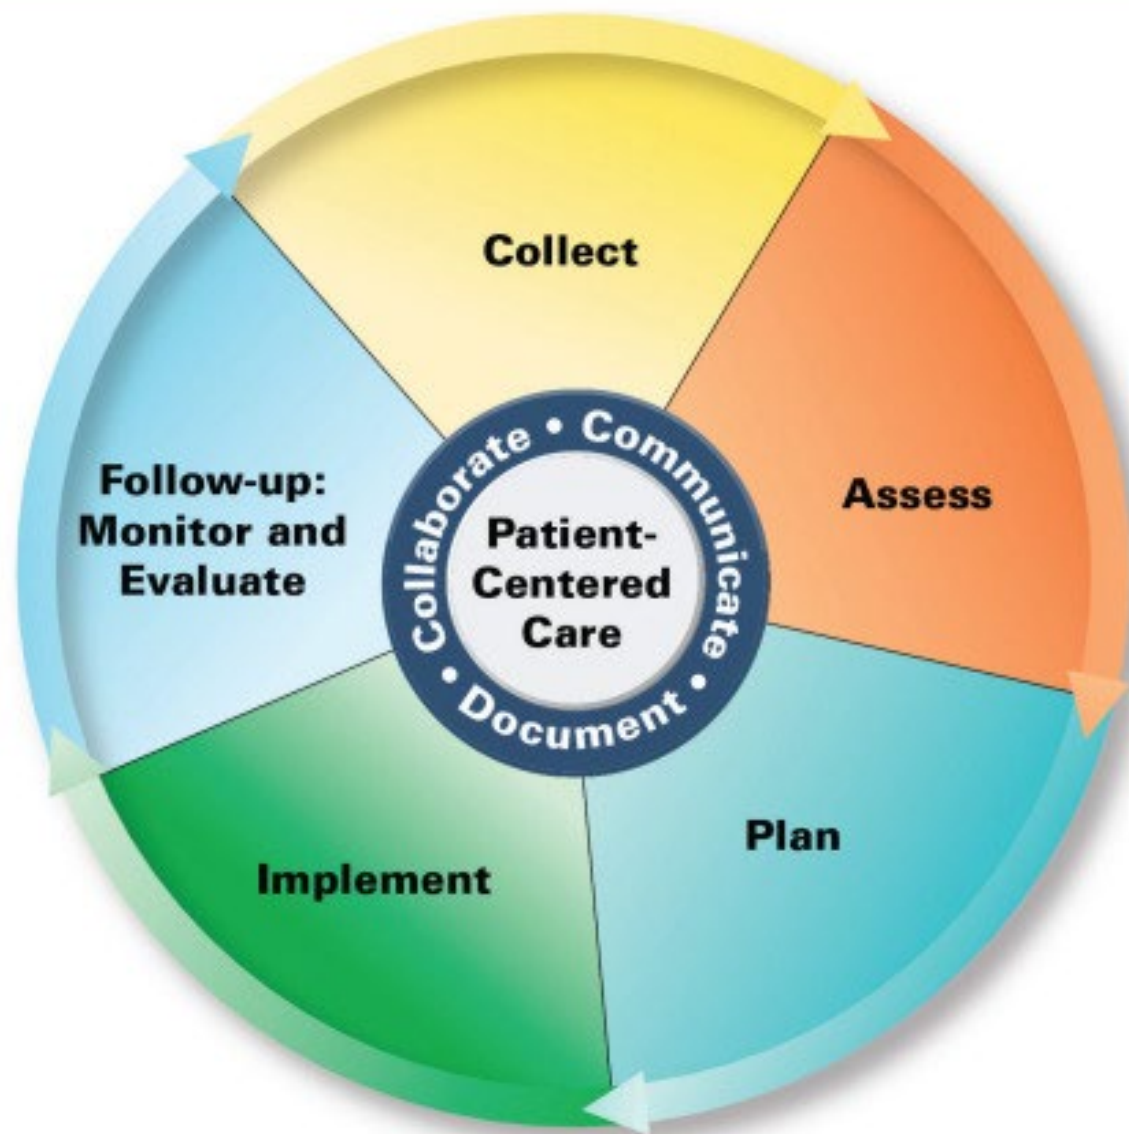 Collect
Assess
Plan
Implement
Follow-up:
Monitor and
Evaluate
Collaborate • Communicate • Document •
Patient-
Centered
Care